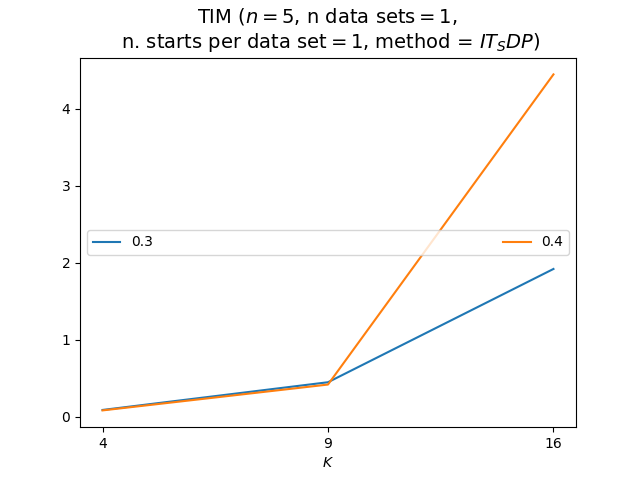 TIM (n = 5, n data sets = 1,
n. starts per data set = 1, method = IT_SDP)
4
3
2
1
0
0.3 0.4
4 9 16
K